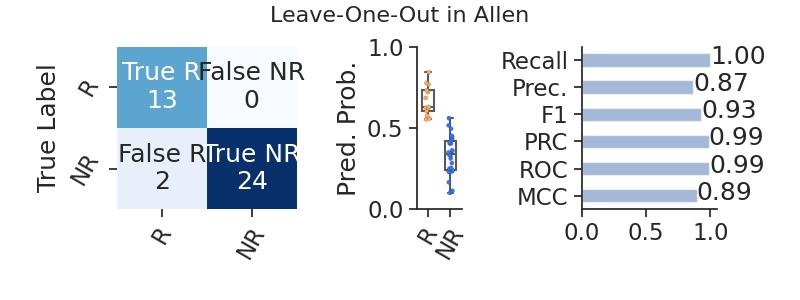 Leave-One-Out in Allen
True Label
R
NR
True R
13
False NR
0
False R
2
True NR
24
R
NR
Pred. Prob.
1.0
0.5
0.0
R
NR
Recall 1.00
Prec. 0.87
F1 0.93
PRC 0.99
ROC 0.99
MCC 0.89
0.0 0.5 1.0